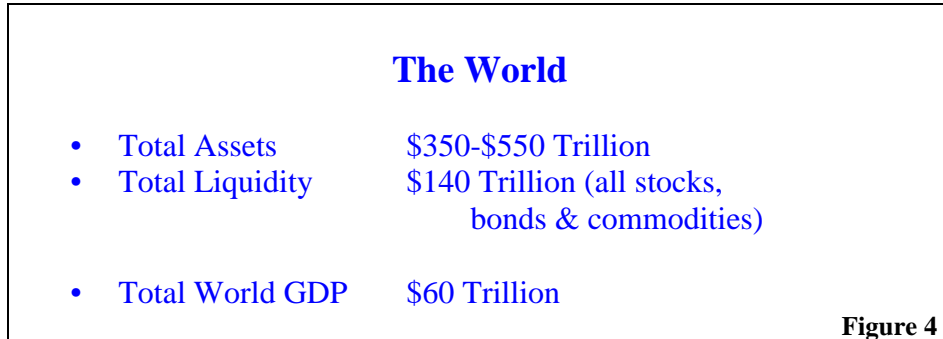 The World
• Total Assets $350-$550 Trillion
• Total Liquidity $140 Trillion (all stocks,
bonds & commodities)
• Total World GDP $60 Trillion
Figure 4